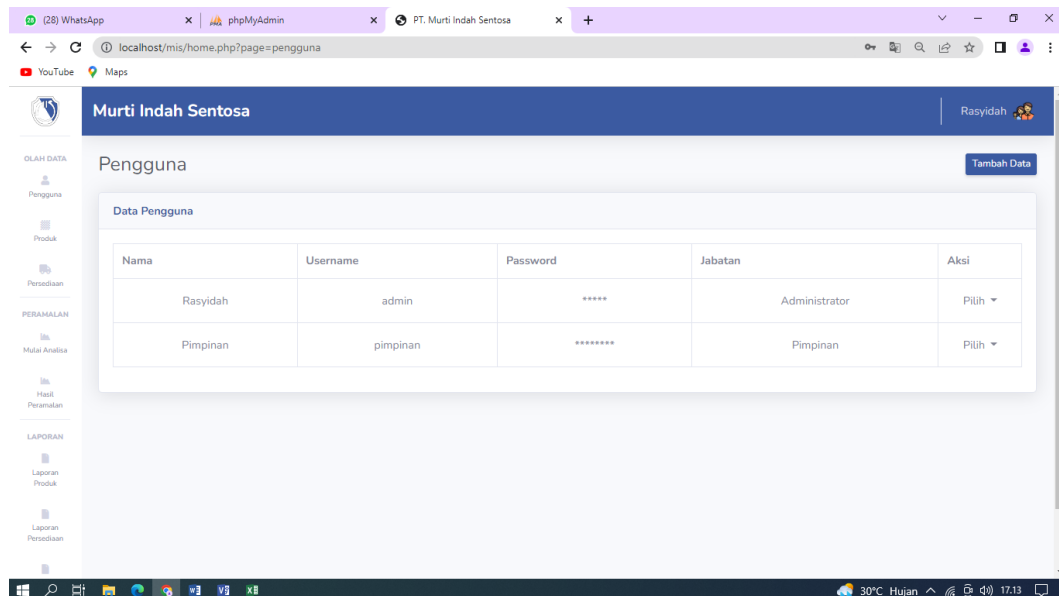 (28) WhatsApp
phpMyAdmin
PT. Murti Indah Sentosa
localhost/mis/home.php?page=pengguna
YouTube
Maps
Murti Indah Sentosa
Rasyidah
OLAH DATA
Pengguna
Produk
Persediaan
PERAMALAN
Mulai Analisa
Hasil
Peramalan
LAPORAN
Laporan
Produk
Laporan
Persediaan
Pengguna
Tambah Data
Data Pengguna
Nama Username Password Jabatan Aksi
Rasyidah admin ***** Administrator Pilih
Pimpinan pimpinan ******** Pimpinan Pilih
30°C Hujan 17.13